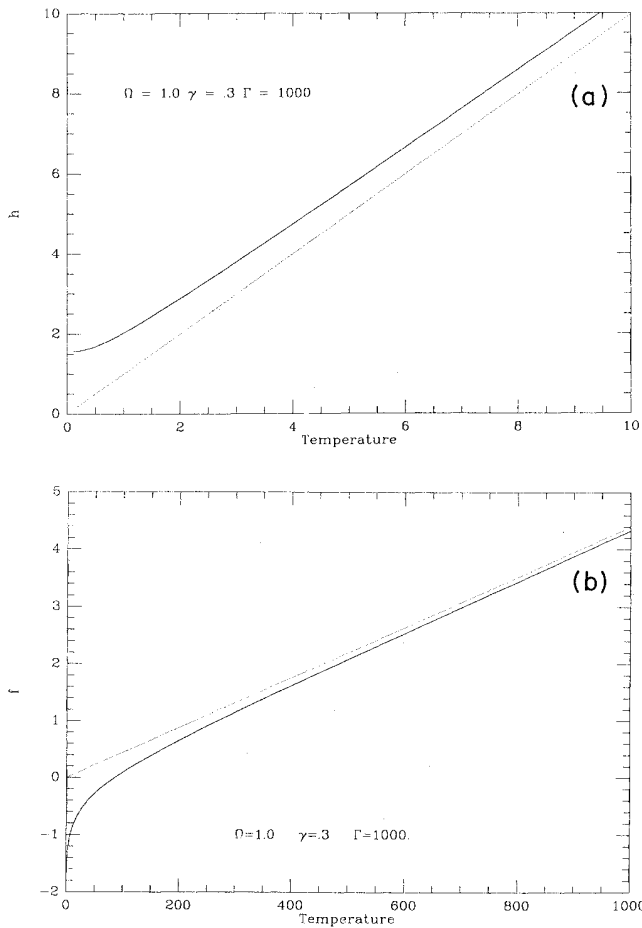 10
8
6
4
2
0
h
Ω = 1.0 γ = .3 Γ = 1000
(a)
0 2 4 6 8 10
Temperature
5
4
3
2
1
0
-1
-2
f
(b)
Ω=1.0 γ=.3 Γ=1000.
0 200 400 600 800 1000
Temperature